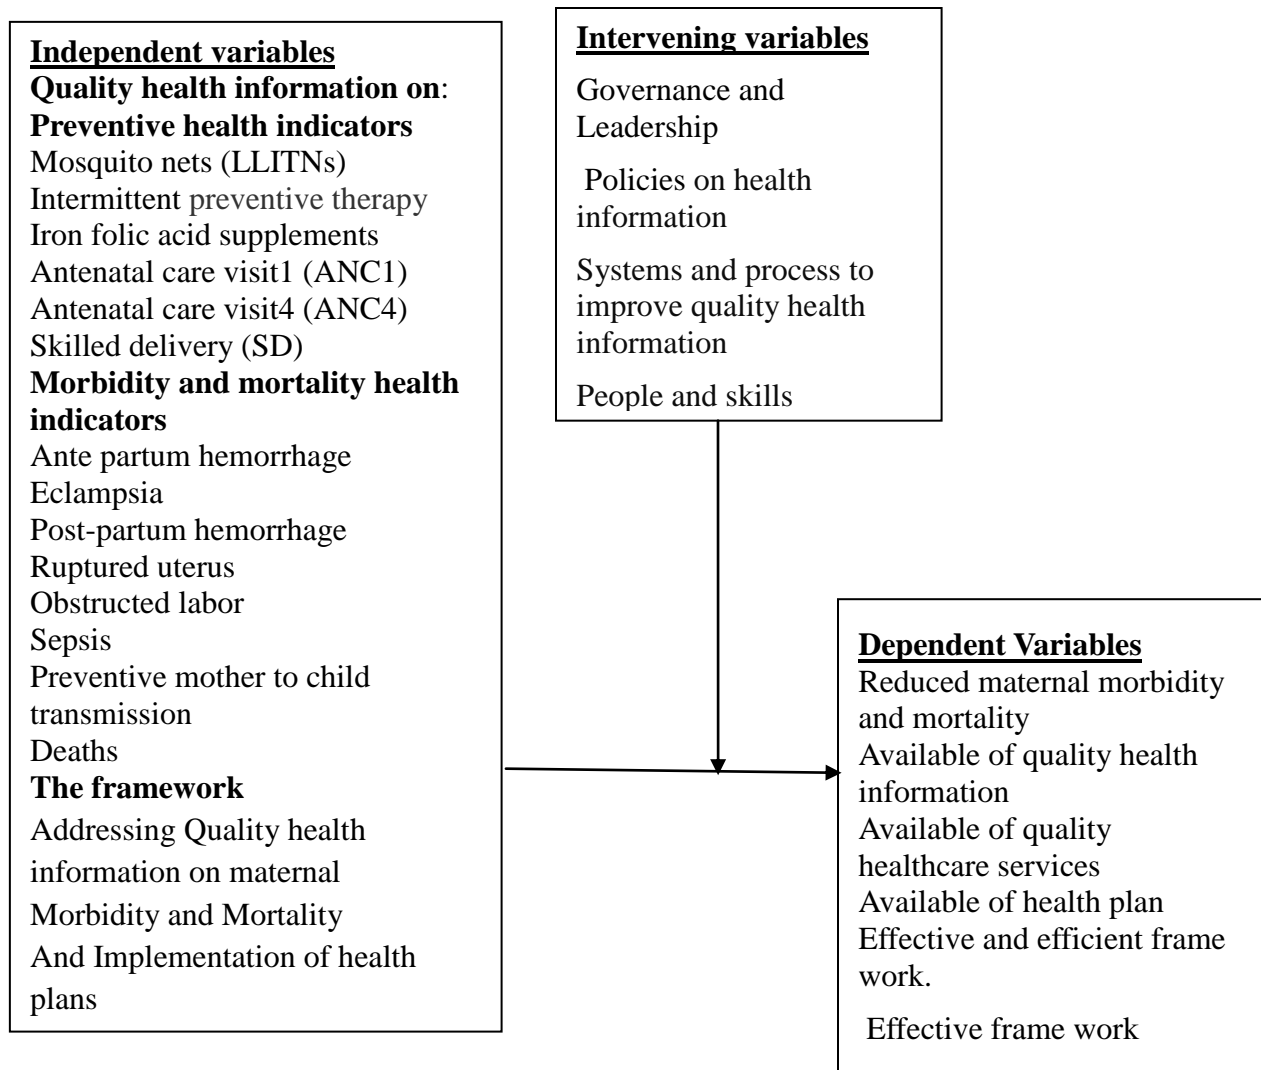 Independent variables
Quality health information on:
Preventive health indicators
Mosquito nets (LLITNs)
Intermittent preventive therapy
Iron folic acid supplements
Antenatal care visit1 (ANC1)
Antenatal care visit4 (ANC4)
Skilled delivery (SD)
Morbidity and mortality health
indicators
Ante partum hemorrhage
Eclampsia
Post-partum hemorrhage
Ruptured uterus
Obstructed labor
Sepsis
Preventive mother to child
transmission
Deaths
The framework
Addressing Quality health
information on maternal
Morbidity and Mortality
And Implementation of health
plans
Intervening variables
Governance and
Leadership
Policies on health
information
Systems and process to
improve quality health
information
People and skills
Dependent Variables
Reduced maternal morbidity
and mortality
Available of quality health
information
Available of quality
healthcare services
Available of health plan
Effective and efficient frame
work.
Effective frame work